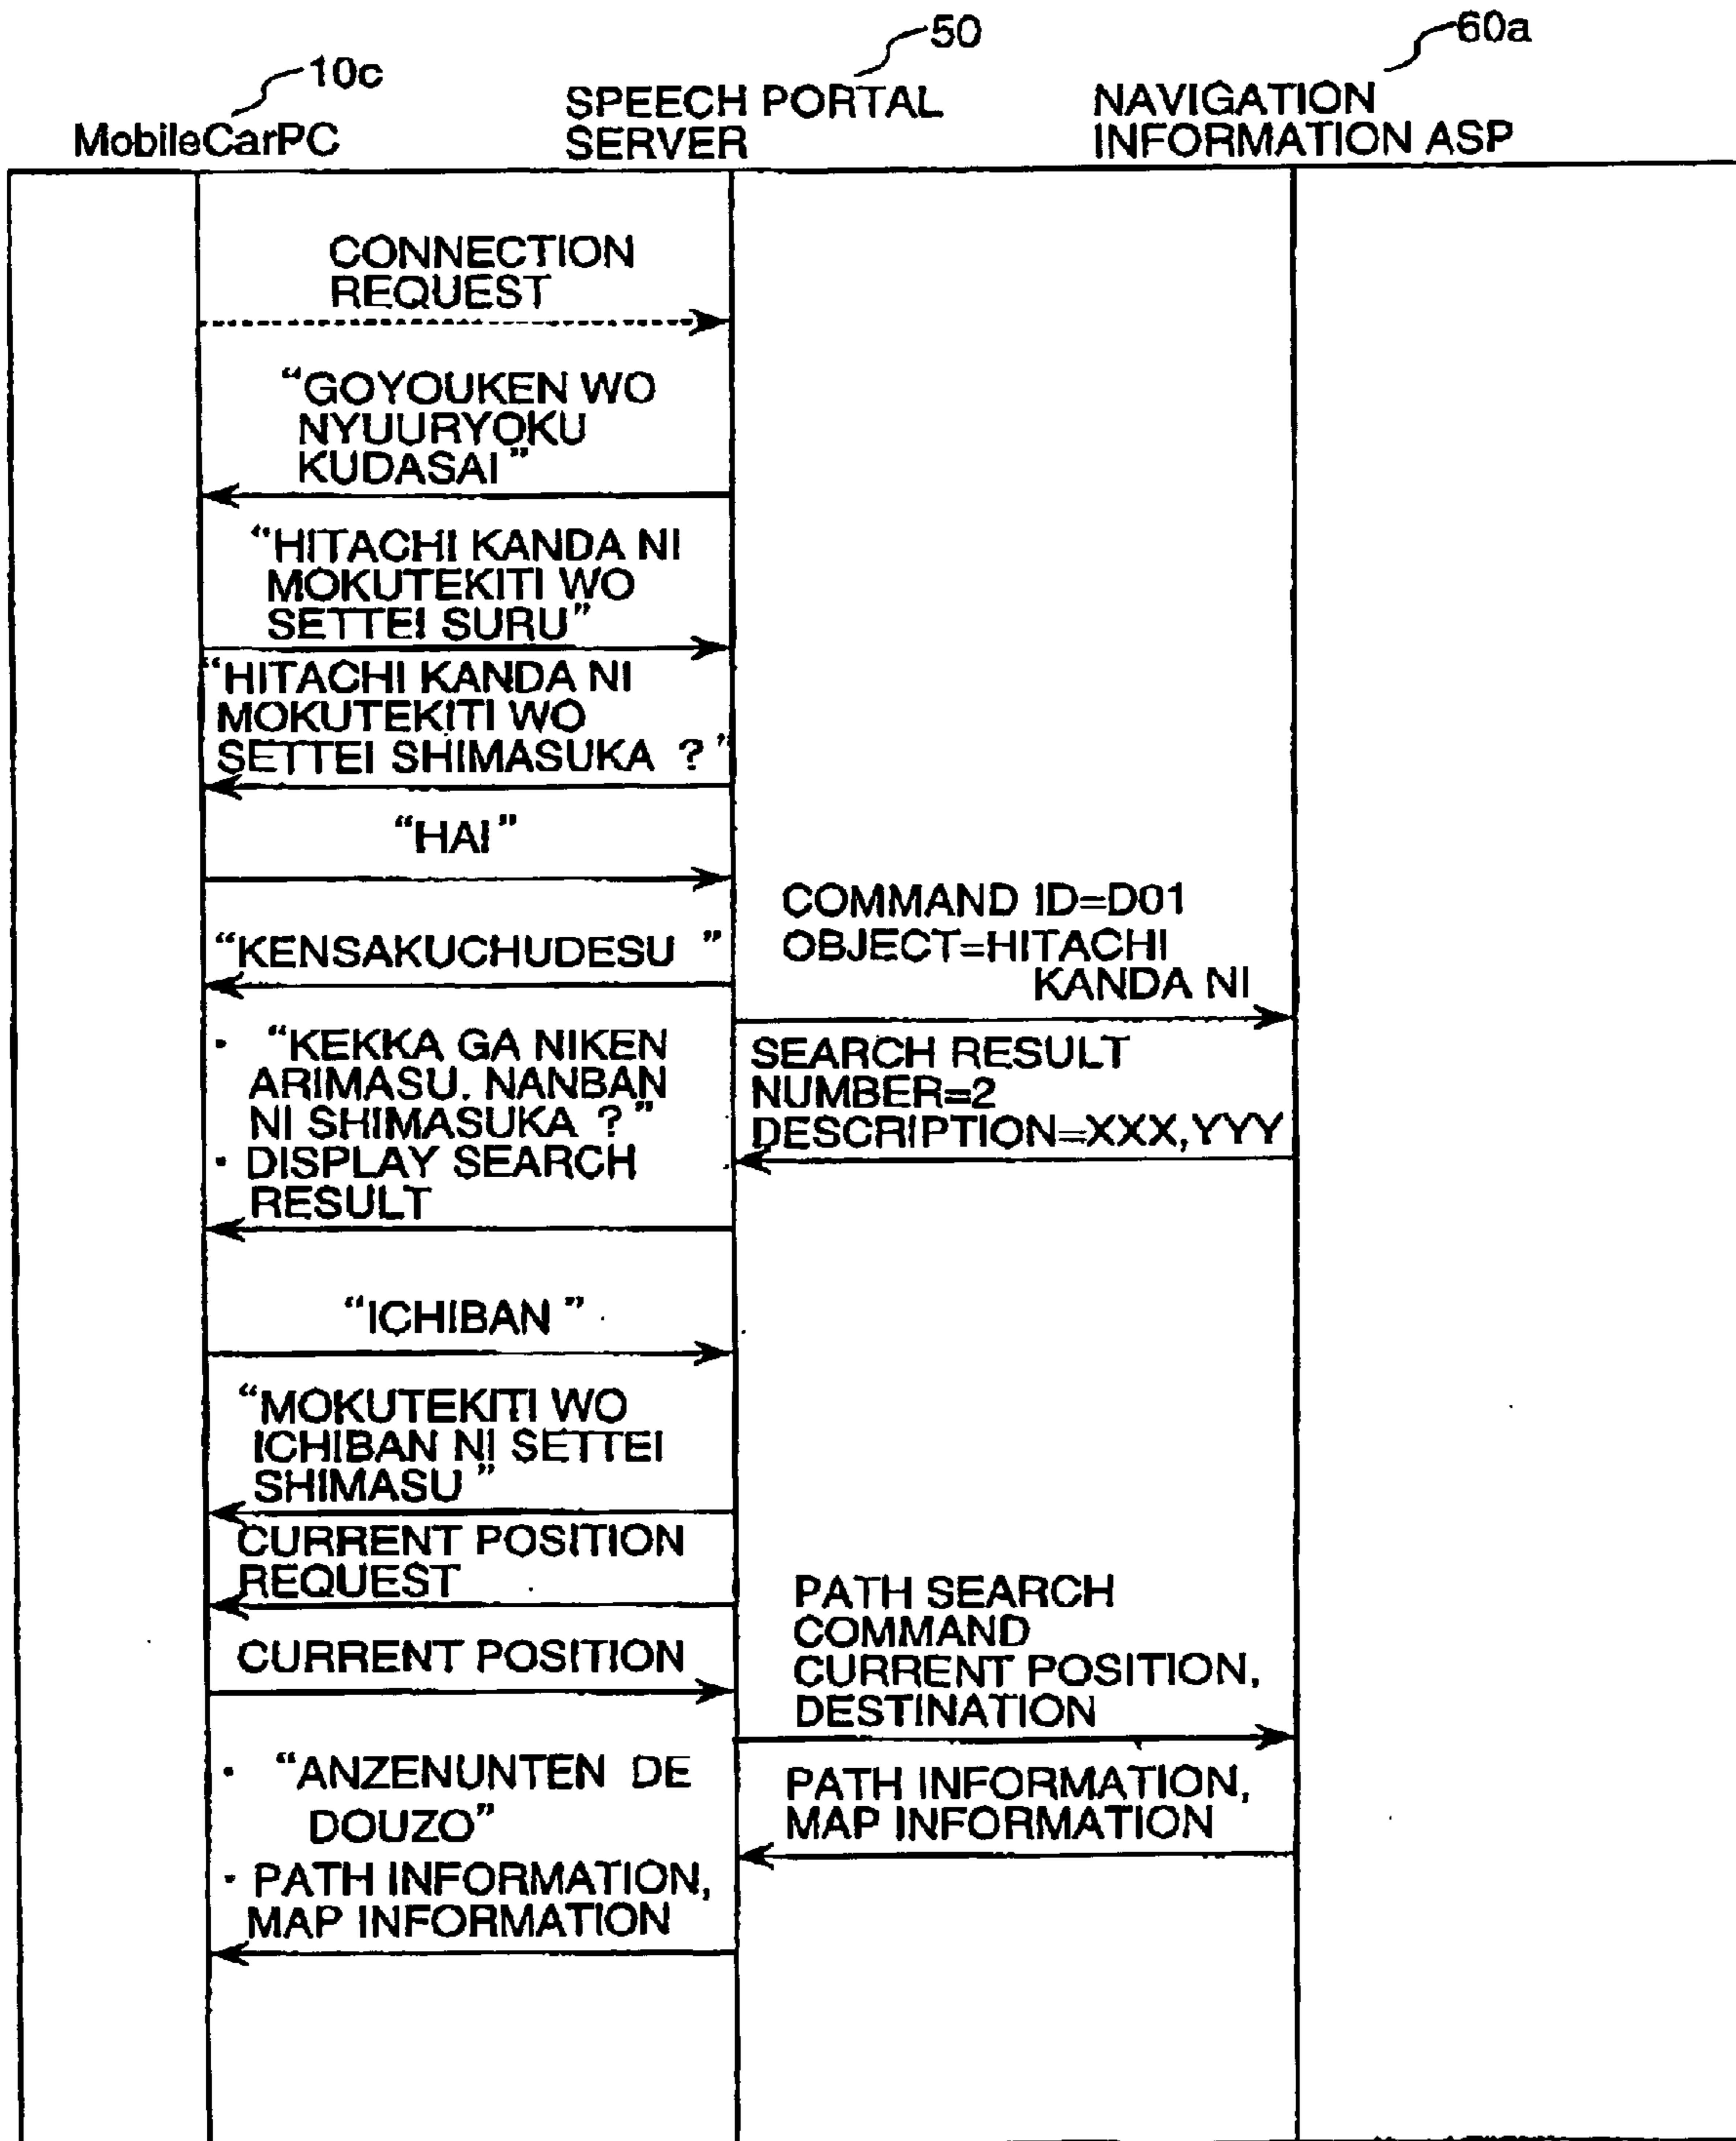 10c
50
60a
MobileCarPC
SPEECH PORTAL
SERVER
NAVIGATION
INFORMATION ASP
CONNECTION
REQUEST
“GOYOUKEN WO
NYUURYOKU
KUDASAI”
“HITACHI KANDA NI
MOKUTEKITI WO
SETTEI SURU”
“HITACHI KANDA NI
MOKUTEKITI WO
SETTEI SHIMASUKA ?”
“HAI”
COMMAND ID=D01
OBJECT=HITACHI
KANDA NI
“KENSAKUCHUDESU ”
· “KEKKA GA NIKEN
ARIMASU. NANBAN
NI SHIMASUKA ?”
· DISPLAY SEARCH
RESULT
SEARCH RESULT
NUMBER=2
DESCRIPTION=XXX,YYY
“ICHIBAN ”
“MOKUTEKITI WO
ICHIBAN NI SETTEI
SHIMASU ”
CURRENT POSITION
REQUEST
CURRENT POSITION
PATH SEARCH
COMMAND
CURRENT POSITION,
DESTINATION
PATH INFORMATION,
MAP INFORMATION
· “ANZENUNTEN DE
DOUZO”
· PATH INFORMATION,
MAP INFORMATION